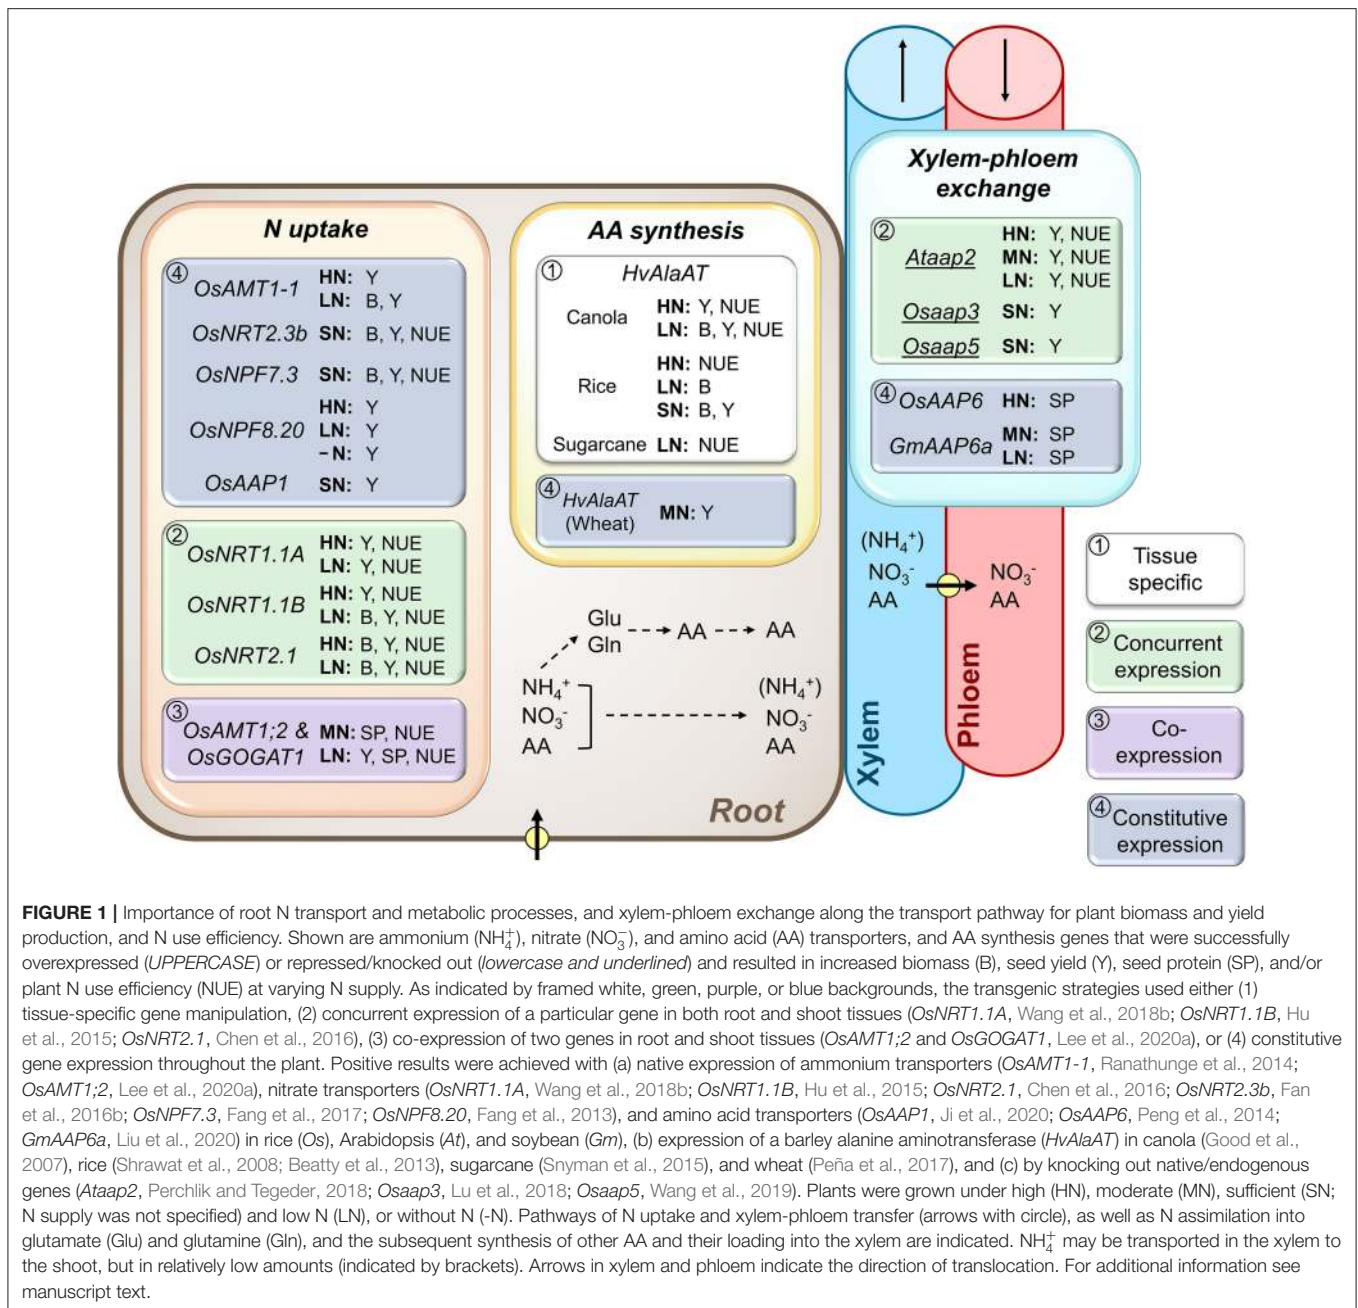 N uptake
④
OsAMT1-1
HN: Y
LN: B, Y
OsNRT2.3b SN: B, Y, NUE
OsNPF7.3 SN: B, Y, NUE
HN: Y
OsNPF8.20 LN: Y
–N: Y
OsAAP1 SN: Y
②
OsNRT1.1A
HN: Y, NUE
LN: Y, NUE
OsNRT1.1B
HN: Y, NUE
LN: B, Y, NUE
OsNRT2.1
HN: B, Y, NUE
LN: B, Y, NUE
③
OsAMT1;2 & MN: SP, NUE
OsGOGAT1 LN: Y, SP, NUE
AA synthesis
①
HvAlaAT
Canola
HN: Y, NUE
LN: B, Y, NUE
HN: NUE
Rice LN: B
SN: B, Y
Sugarcane LN: NUE
④
HvAlaAT
(Wheat)
MN: Y
Glu
Gln
AA
AA
NH₄⁺
NO₃⁻
AA
(NH₄⁺)
NO₃⁻
AA
Root
Xylem-phloem
exchange
②
HN: Y, NUE
Ataap2 MN: Y, NUE
LN: Y, NUE
Osaap3 SN: Y
Osaap5 SN: Y
④
OsAAP6 HN: SP
GmAAP6a
MN: SP
LN: SP
(NH₄⁺)
NO₃⁻
AA
NO₃⁻
AA
Xylem
Phloem
①
Tissue
specific
②
Concurrent
expression
③
Co-
expression
④
Constitutive
expression
FIGURE 1 | Importance of root N transport and metabolic processes, and xylem-phloem exchange along the transport pathway for plant biomass and yield
production, and N use efficiency. Shown are ammonium (NH₄⁺), nitrate (NO₃⁻), and amino acid (AA) transporters, and AA synthesis genes that were successfully
overexpressed (UPPERCASE) or repressed/knocked out (lowercase and underlined) and resulted in increased biomass (B), seed yield (Y), seed protein (SP), and/or
plant N use efficiency (NUE) at varying N supply. As indicated by framed white, green, purple, or blue backgrounds, the transgenic strategies used either (1)
tissue-specific gene manipulation, (2) concurrent expression of a particular gene in both root and shoot tissues (OsNRT1.1A, Wang et al., 2018b; OsNRT1.1B, Hu
et al., 2015; OsNRT2.1, Chen et al., 2016), (3) co-expression of two genes in root and shoot tissues (OsAMT1;2 and OsGOGAT1, Lee et al., 2020a), or (4) constitutive
gene expression throughout the plant. Positive results were achieved with (a) native expression of ammonium transporters (OsAMT1-1, Ranathunge et al., 2014;
OsAMT1;2, Lee et al., 2020a), nitrate transporters (OsNRT1.1A, Wang et al., 2018b; OsNRT1.1B, Hu et al., 2015; OsNRT2.1, Chen et al., 2016; OsNRT2.3b, Fan
et al., 2016b; OsNPF7.3, Fang et al., 2017; OsNPF8.20, Fang et al., 2013), and amino acid transporters (OsAAP1, Ji et al., 2020; OsAAP6, Peng et al., 2014;
GmAAP6a, Liu et al., 2020) in rice (Os), Arabidopsis (At), and soybean (Gm), (b) expression of a barley alanine aminotransferase (HvAlaAT) in canola (Good et al.,
2007), rice (Shrawat et al., 2008; Beatty et al., 2013), sugarcane (Snyman et al., 2015), and wheat (Peña et al., 2017), and (c) by knocking out native/endogenous
genes (Ataap2, Perchlik and Tegeder, 2018; Osaap3, Lu et al., 2018; Osaap5, Wang et al., 2019). Plants were grown under high (HN), moderate (MN), sufficient (SN;
N supply was not specified) and low N (LN), or without N (-N). Pathways of N uptake and xylem-phloem transfer (arrows with circle), as well as N assimilation into
glutamate (Glu) and glutamine (Gln), and the subsequent synthesis of other AA and their loading into the xylem are indicated. NH₄⁺ may be transported in the xylem to
the shoot, but in relatively low amounts (indicated by brackets). Arrows in xylem and phloem indicate the direction of translocation. For additional information see
manuscript text.